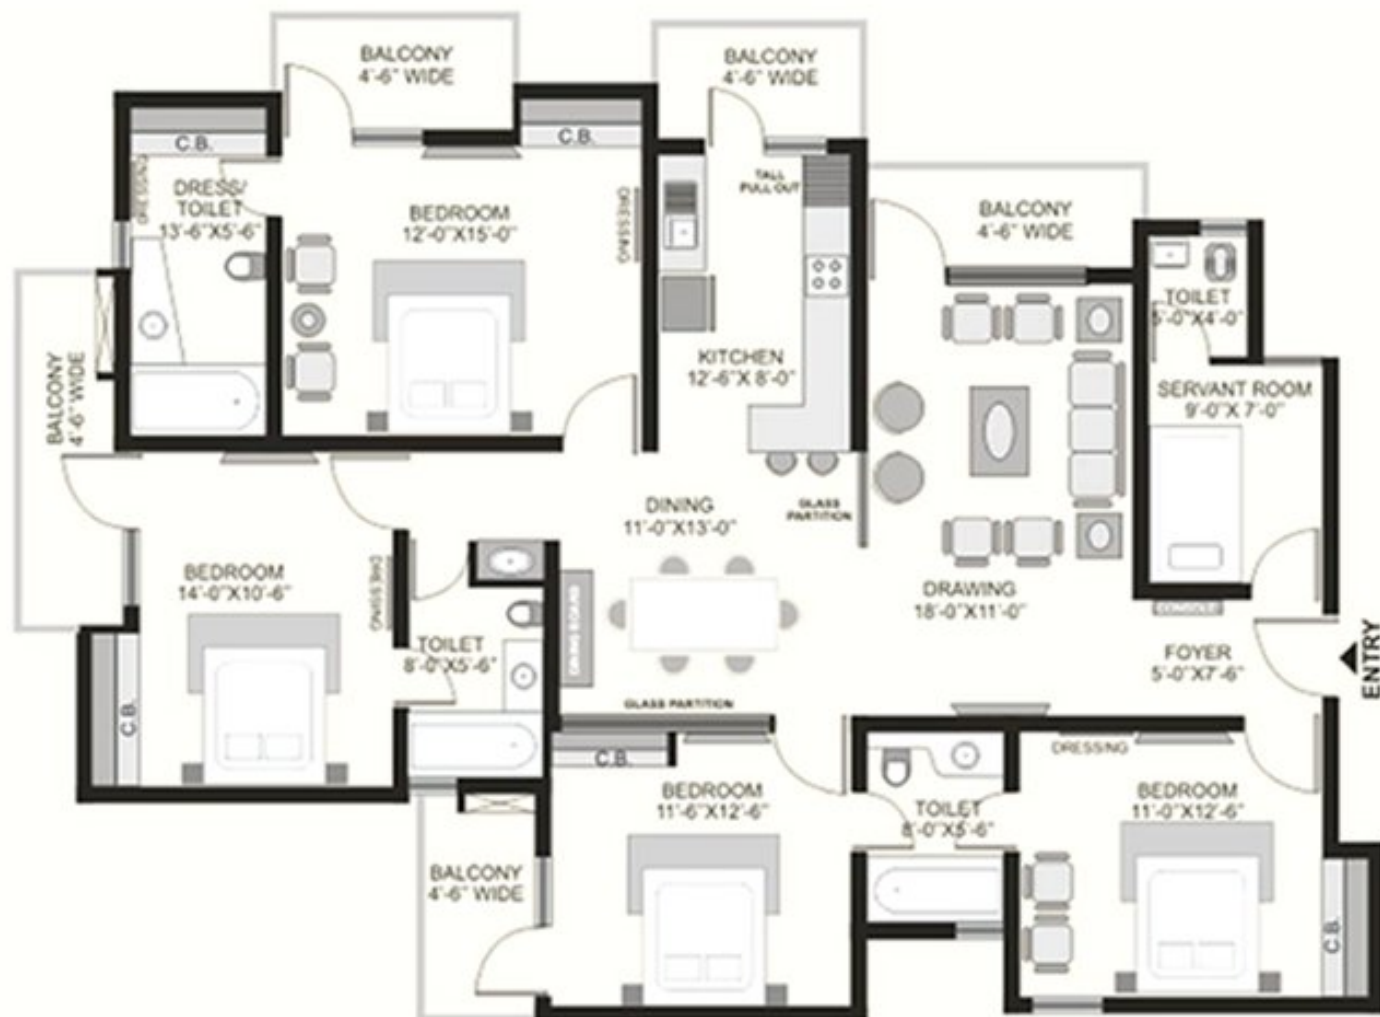 BALCONY
4'-6" WIDE
BALCONY
4'-6" WIDE
C.B.
C.B.
DRESSING
DRESS/
TOILET
13'-6"X5'-6"
BEDROOM
12'-0"X15'-0"
DRESSING
TALL
PULL OUT
BALCONY
4'-6" WIDE
TOILET
5'-0"X4'-0"
BALCONY
4'-6" WIDE
KITCHEN
12'-6"X 8'-0"
SERVANT ROOM
9'-0"X 7'-0"
DINING
11'-0"X13'-0"
GLASS
PARTITION
BEDROOM
14'-0"X10'-6"
DRESSING
DRAWING
18'-0"X11'-0"
CONSOLE
TOILET
8'-0"X5'-6"
FOYER
5'-0"X7'-6"
ENTRY
C.B.
GLASS PARTITION
C.B.
DRESSING
BEDROOM
11'-6"X12'-6"
TOILET
8'-0"X5'-6"
BEDROOM
11'-0"X12'-6"
BALCONY
4'-6" WIDE
C.B.